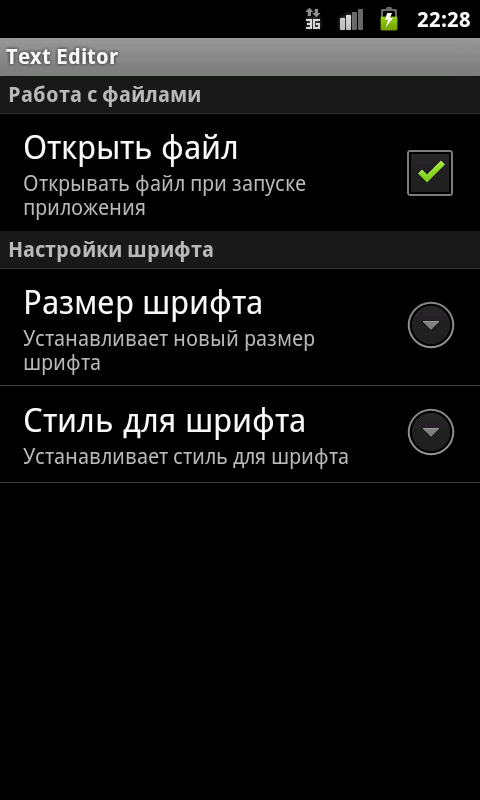 3G 22:28
Text Editor
Работа с файлами
Открыть файл
Открывать файл при запуске
приложения
Настройки шрифта
Размер шрифта
Устанавливает новый размер
шрифта
Стиль для шрифта
Устанавливает стиль для шрифта